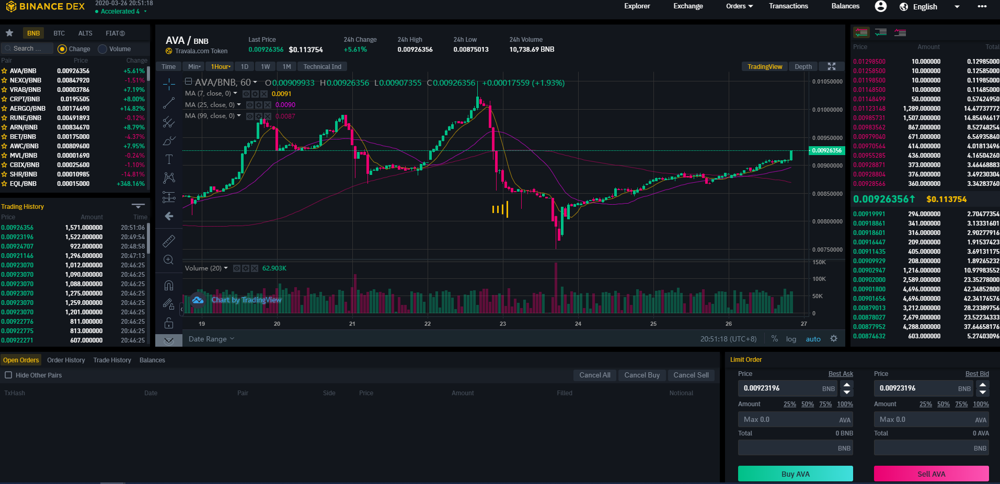 BINANCE DEX
2020-03-26 20:51:18
Accelerated 4
Explorer Exchange Orders Transactions Balances English
BNB BTC ALTS FIATⓈ
Search ... Change Volume
Pair Price Change
AVA/BNB 0.00926356 +5.61%
NEXO/BNB 0.00847920 -1.51%
VRAB/BNB 0.00003786 +7.19%
CRPT/BNB 0.0195505 +8.00%
AERGO/BNB 0.00174690 +14.82%
RUNE/BNB 0.00491893 -0.12%
ARN/BNB 0.00834670 +8.79%
BET/BNB 0.00175000 -4.37%
AWC/BNB 0.00809600 +7.95%
MVL/BNB 0.00001690 -0.24%
CBIX/BNB 0.00025600 -1.10%
SHR/BNB 0.00010985 -14.81%
EQL/BNB 0.00015000 +348.16%
Trading History
Price Amount Time
0.00926356 1,571.000000 20:51:06
0.00923196 1,522.000000 20:49:54
0.00924707 922.000000 20:48:58
0.00921146 1,296.000000 20:47:13
0.00923070 1,012.000000 20:46:25
0.00923070 1,090.000000 20:46:25
0.00923070 1,088.000000 20:46:25
0.00923070 1,275.000000 20:46:25
0.00923070 1,259.000000 20:46:25
0.00923070 1,201.000000 20:46:25
0.00922776 811.000000 20:46:25
0.00922775 813.000000 20:46:25
0.00922271 607.000000 20:46:25
AVA / BNB
Travala.com Token
Last Price 24h Change 24h High 24h Low 24h Volume
0.00926356 $0.113754 +5.61% 0.00926356 0.00875013 10,738.69 BNB
Time Min 1Hour 1D 1W 1M Technical Ind TradingView Depth
AVA/BNB, 60 O0.00909933 H0.00926356 L0.00907355 C0.00926356 +0.00017559 (+1.93%)
MA (7, close, 0) 0.0091
MA (25, close, 0) 0.0090
MA (99, close, 0) 0.0087
0.01050000
0.01000000
0.00950000
0.00926356
0.00900000
0.00850000
0.00800000
0.00750000
Volume (20) 62.903K
150K
100K
50K
0
Chart by TradingView
19 20 21 22 23 24 25 26 27
Date Range 20:51:18 (UTC+8) % log auto
Price Amount Total
0.01298500 10.000000 0.12985000
0.01258500 10.000000 0.12585000
0.01198500 10.000000 0.11985000
0.01148500 10.000000 0.11485000
0.01148499 50.000000 0.57424950
0.01123148 1,289.000000 14.47737772
0.00985731 1,507.000000 14.85496617
0.00983562 867.000000 8.52748254
0.00979040 671.000000 6.56935840
0.00970564 414.000000 4.01813496
0.00955285 436.000000 4.16504260
0.00928871 373.000000 3.46468883
0.00928804 376.000000 3.49230304
0.00928566 360.000000 3.34283760
0.00926356↑ $0.113754
0.00919991 294.000000 2.70477354
0.00918861 341.000000 3.13331601
0.00918601 316.000000 2.90277916
0.00916447 209.000000 1.91537423
0.00911435 405.000000 3.69131175
0.00909929 208.000000 1.89265232
0.00902947 1,216.000000 10.97983552
0.00902000 2,589.000000 23.35278000
0.00901800 4,696.000000 42.34852800
0.00901656 4,696.000000 42.34176576
0.00879013 3,212.000000 28.23389756
0.00878027 2,679.000000 23.52234333
0.00877952 4,288.000000 37.64658176
0.00874632 603.000000 5.27403096
Open Orders Order History Trade History Balances
Hide Other Pairs Cancel All Cancel Buy Cancel Sell
TxHash Date Pair Side Price Amount Filled Notional
Limit Order
Price Best Ask Price Best Bid
0.00923196 BNB 0.00923196 BNB
Amount 25% 50% 75% 100% Amount 25% 50% 75% 100%
Max 0.0 AVA Max 0.0 AVA
Total 0 BNB Total 0 AVA
BNB BNB
Buy AVA Sell AVA